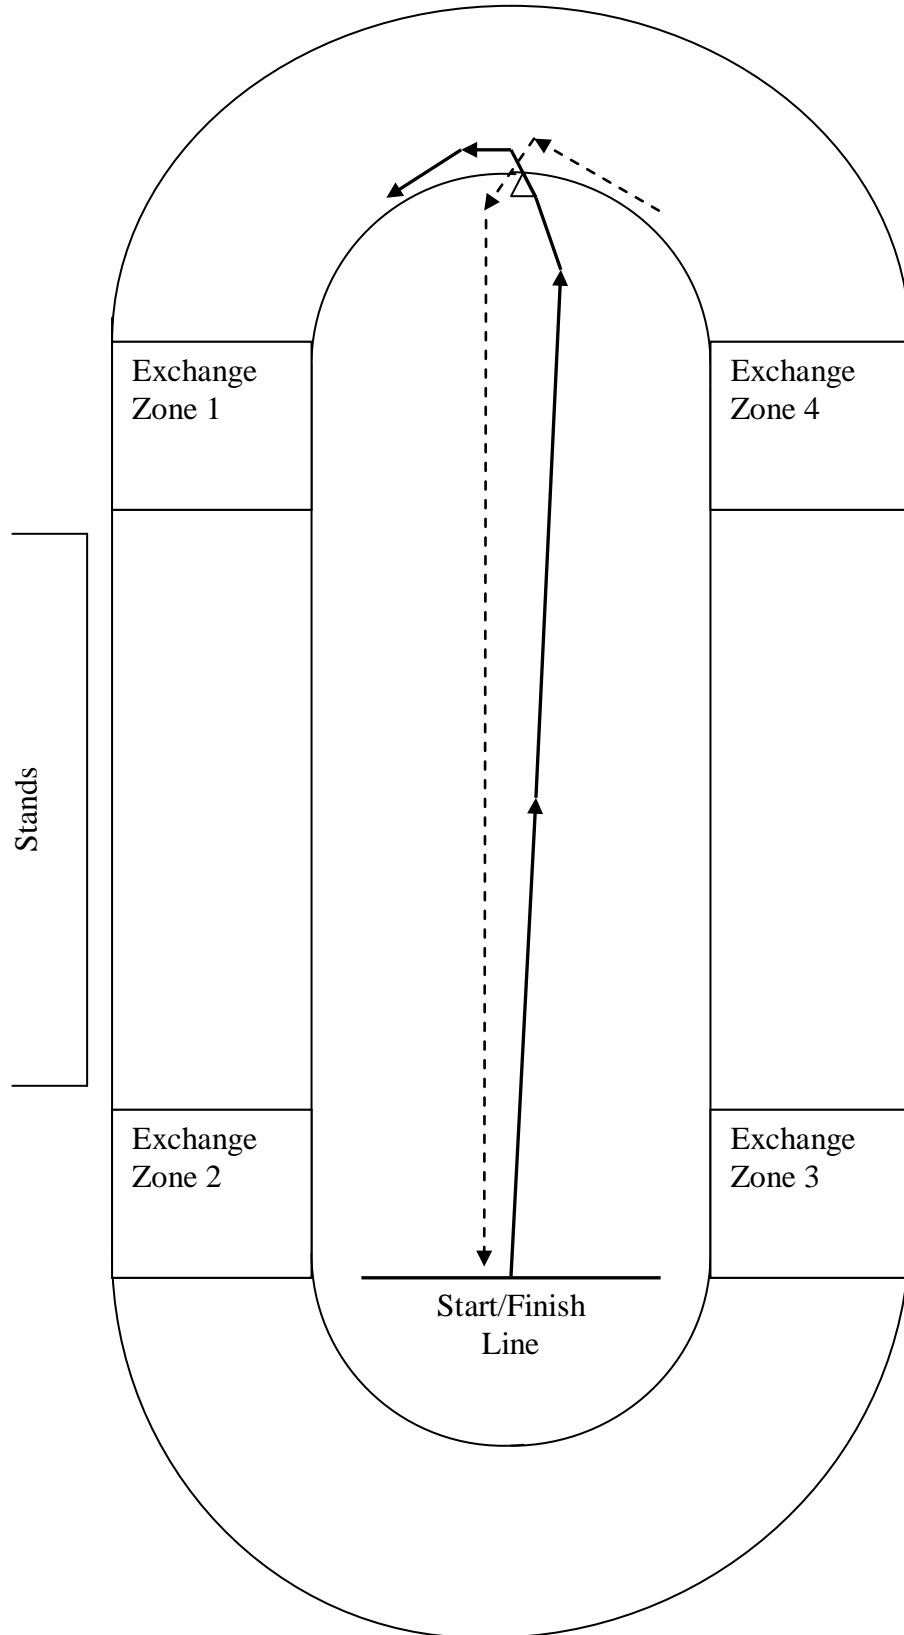 Exchange
Zone 1
Exchange
Zone 4
Stands
Exchange
Zone 2
Exchange
Zone 3
Start/Finish
Line